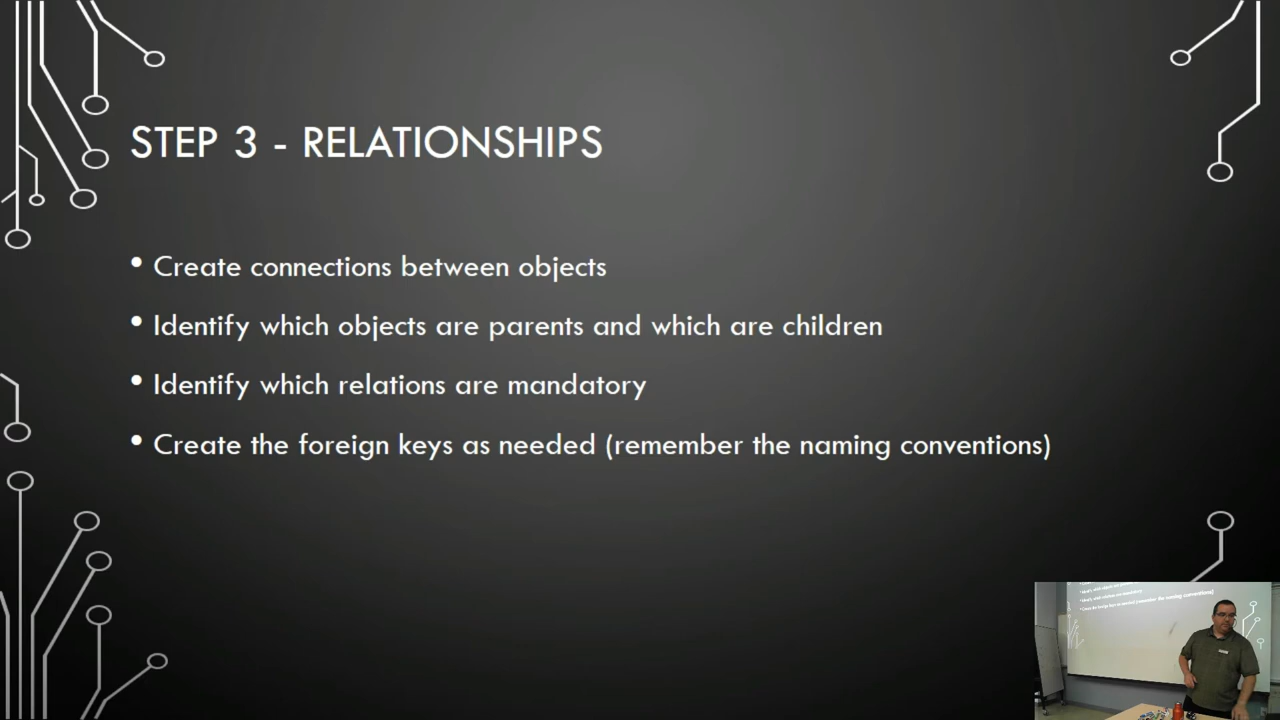 STEP 3 - RELATIONSHIPS
• Create connections between objects
• Identify which objects are parents and which are children
• Identify which relations are mandatory
• Create the foreign keys as needed (remember the naming conventions)